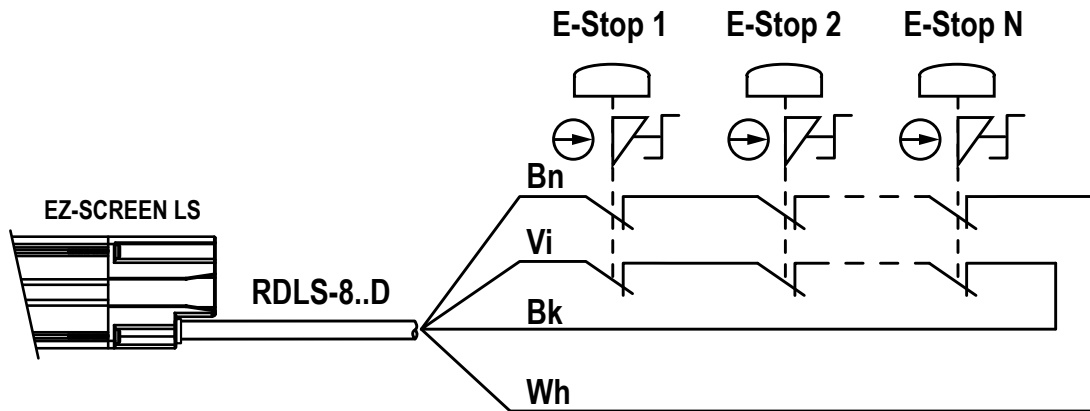 E-Stop 1 E-Stop 2 E-Stop N
Bn
EZ-SCREEN LS
Vi
RDLS-8..D
Bk
Wh